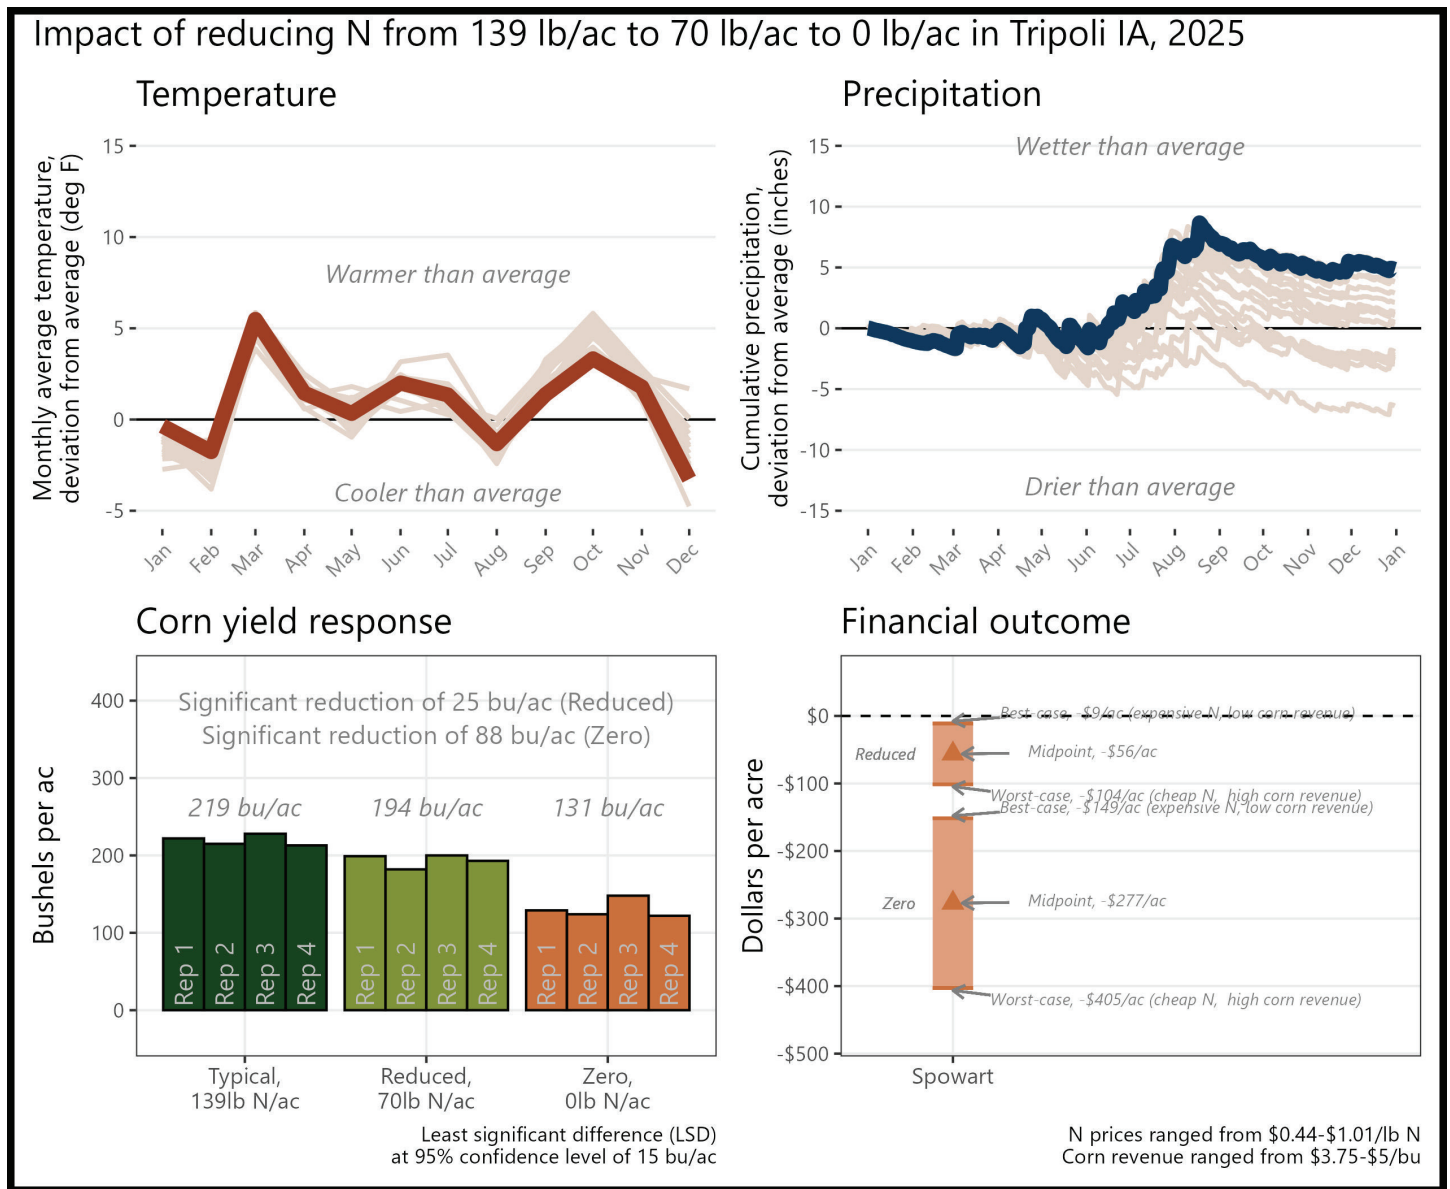 Impact of reducing N from 139 lb/ac to 70 lb/ac to 0 lb/ac in Tripoli IA, 2025
Temperature
Monthly average temperature,
deviation from average (deg F)
15
10
5
0
-5
Warmer than average
Cooler than average
Jan
Feb
Mar
Apr
May
Jun
Jul
Aug
Sep
Oct
Nov
Dec
Precipitation
Cumulative precipitation,
deviation from average (inches)
15
10
5
0
-5
-10
-15
Wetter than average
Drier than average
Jan
Feb
Mar
Apr
May
Jun
Jul
Aug
Sep
Oct
Nov
Dec
Jan
Corn yield response
Bushels per ac
400
300
200
100
0
Significant reduction of 25 bu/ac (Reduced)
Significant reduction of 88 bu/ac (Zero)
219 bu/ac
194 bu/ac
131 bu/ac
Rep 1
Rep 2
Rep 3
Rep 4
Rep 1
Rep 2
Rep 3
Rep 4
Rep 1
Rep 2
Rep 3
Rep 4
Typical,
139lb N/ac
Reduced,
70lb N/ac
Zero,
0lb N/ac
Least significant difference (LSD)
at 95% confidence level of 15 bu/ac
Financial outcome
Dollars per acre
$0
-$100
-$200
-$300
-$400
-$500
Best-case, -$9/ac (expensive N, low corn revenue)
Reduced
Midpoint, -$56/ac
Worst-case, -$104/ac (cheap N, high corn revenue)
Best-case, -$149/ac (expensive N, low corn revenue)
Zero
Midpoint, -$277/ac
Worst-case, -$405/ac (cheap N, high corn revenue)
Spowart
N prices ranged from $0.44-$1.01/lb N
Corn revenue ranged from $3.75-$5/bu